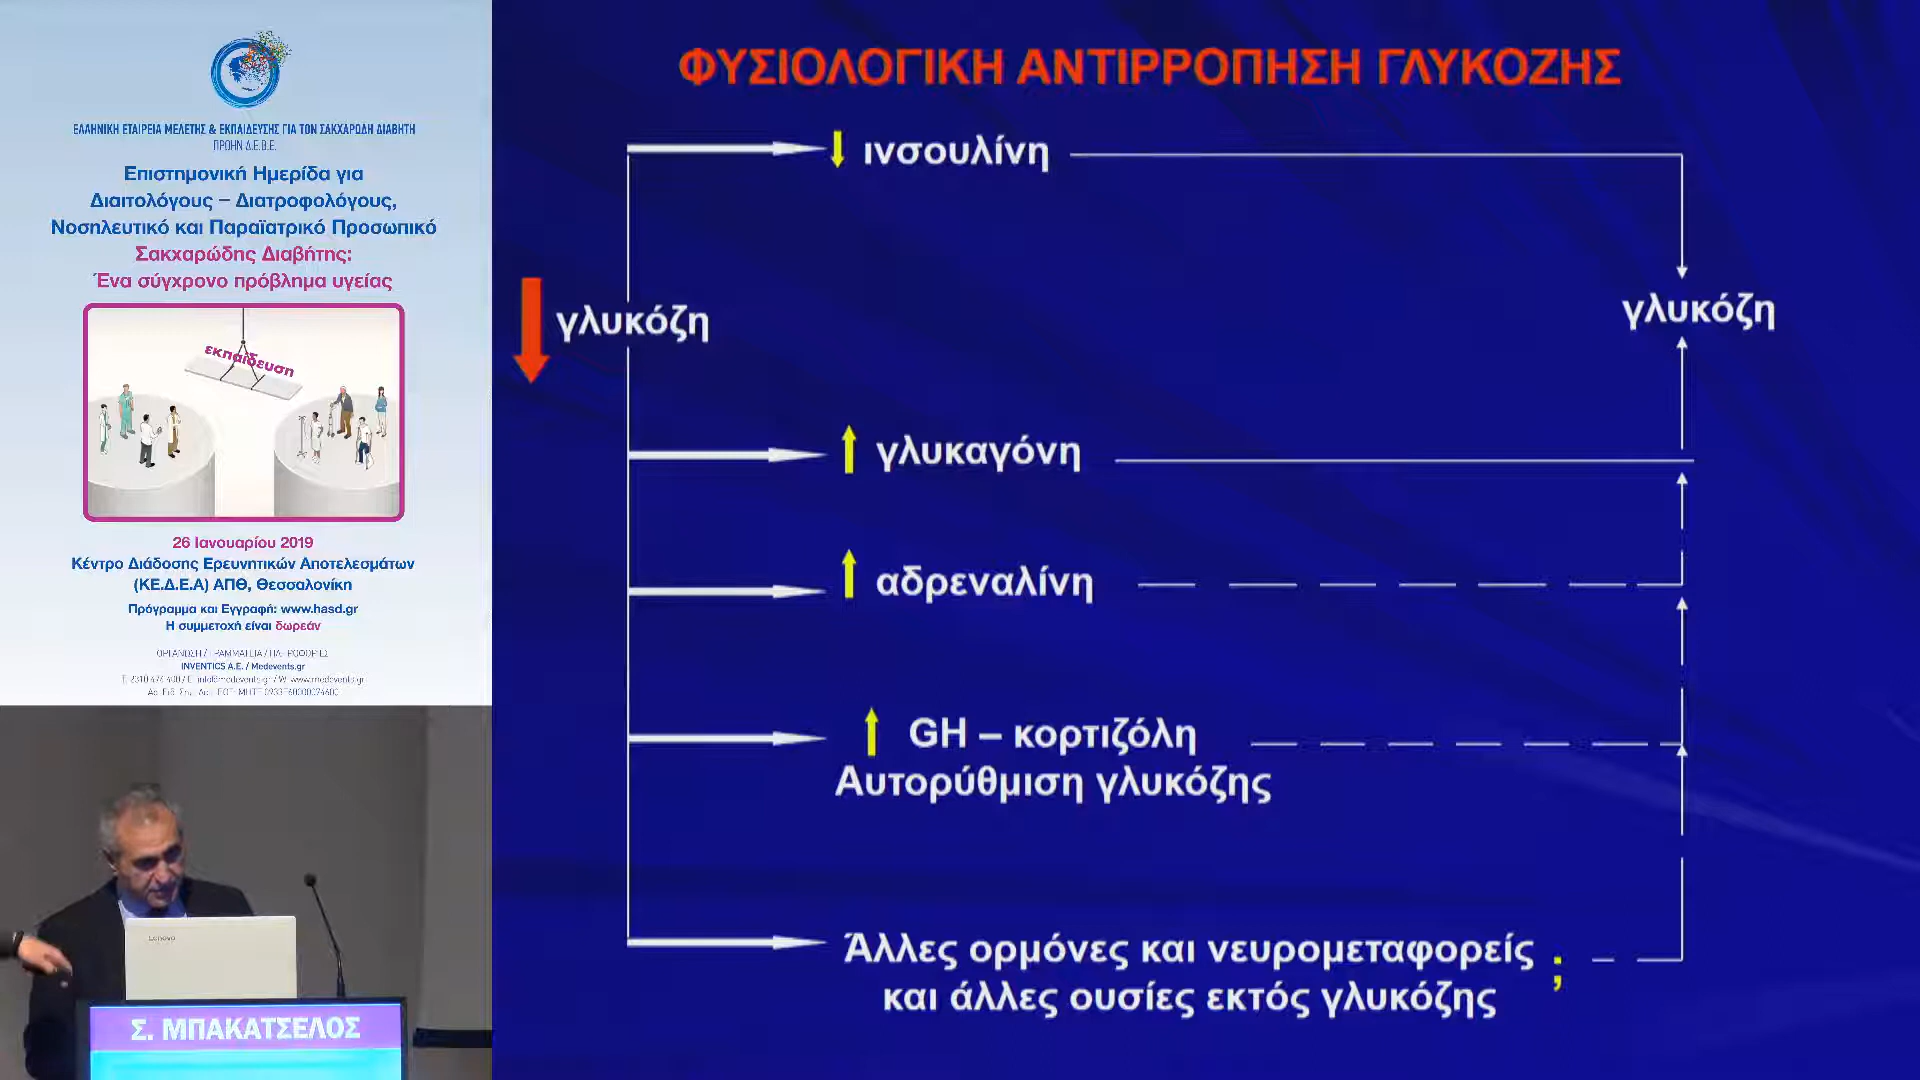 ΕΛΛΗΝΙΚΗ ΕΤΑΙΡΕΙΑ ΜΕΛΕΤΗΣ & ΕΚΠΑΙΔΕΥΣΗΣ ΓΙΑ ΤΟΝ ΣΑΚΧΑΡΩΔΗ ΔΙΑΒΗΤΗ
ΠΡΩΗΝ Δ.Ε.Β.Ε.
Επιστημονική Ημερίδα για
Διαιτολόγους – Διατροφολόγους,
Νοσηλευτικό και Παραϊατρικό Προσωπικό
Σακχαρώδης Διαβήτης:
Ένα σύγχρονο πρόβλημα υγείας
εκπαίδευση
26 Ιανουαρίου 2019
Κέντρο Διάδοσης Ερευνητικών Αποτελεσμάτων
(ΚΕ.Δ.Ε.Α) ΑΠΘ, Θεσσαλονίκη
Πρόγραμμα και Εγγραφή: www.hasd.gr
Η συμμετοχή είναι δωρεάν
ΟΡΓΑΝΩΣΗ / ΓΡΑΜΜΑΤΕΙΑ / ΠΛΗΡΟΦΟΡΙΕΣ
INVENTICS A.E. / Medevents.gr
Lenovo
Σ. ΜΠΑΚΑΤΣΕΛΟΣ
ΦΥΣΙΟΛΟΓΙΚΗ ΑΝΤΙΡΡΟΠΗΣΗ ΓΛΥΚΟΖΗΣ
ινσουλίνη
γλυκόζη
γλυκόζη
γλυκαγόνη
αδρεναλίνη
GH – κορτιζόλη
Αυτορύθμιση γλυκόζης
Άλλες ορμόνες και νευρομεταφορείς ;
και άλλες ουσίες εκτός γλυκόζης